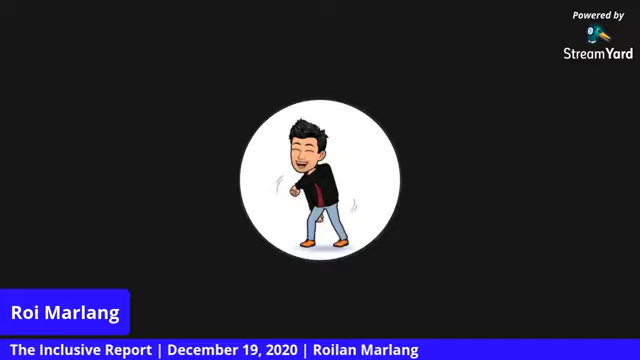 Powered by
StreamYard
Roi Marlang
The Inclusive Report | December 19, 2020 | Roilan Marlang